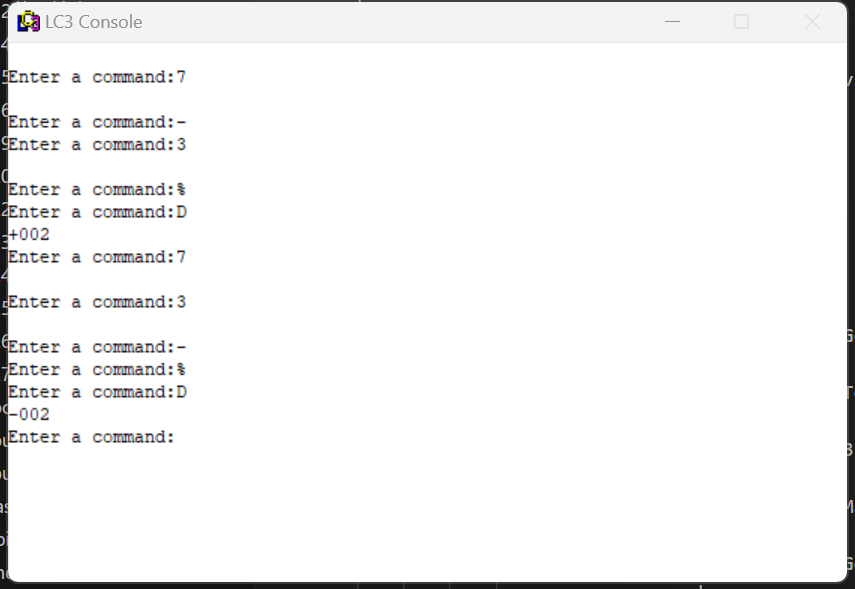 LC3 Console
Enter a command:7
Enter a command:-
Enter a command:3
Enter a command:%
Enter a command:D
+002
Enter a command:7
Enter a command:3
Enter a command:-
Enter a command:%
Enter a command:D
-002
Enter a command: